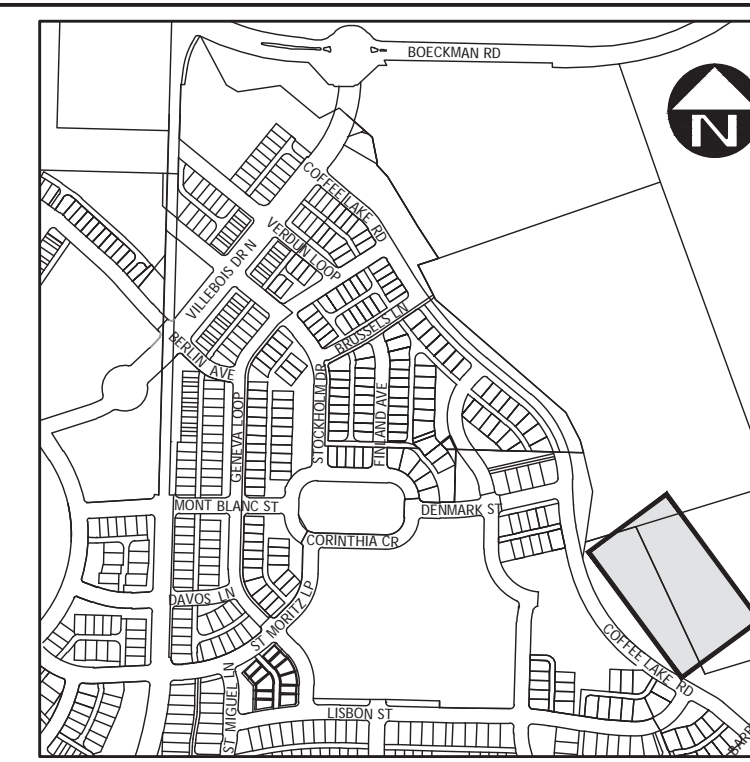 BOECKMAN RD
N
COFFEE LAKE RD
VERDUN LOOP
VILLEBOIS DR N
BRUSSELS LN
BERLIN AVE
STOCKHOLM DR
FINLAND AVE
GENEVA LOOP
MONT BLANC ST
DENMARK ST
CORINTHIA CR
DAVOS LN
ST MORITZ LP
COFFEE LAKE RD
ST MIGUEL LN
LISBON ST